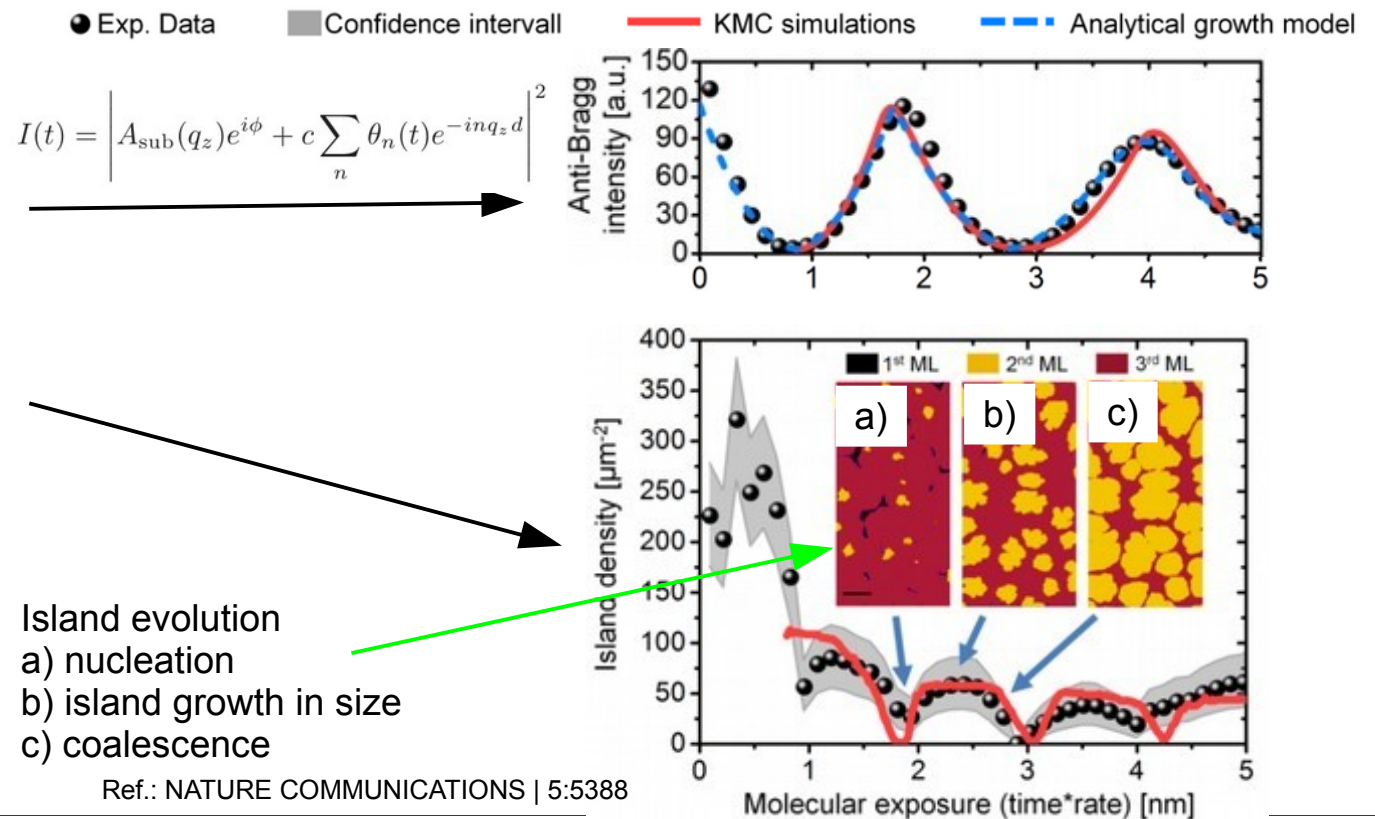 Exp. Data Confidence intervall KMC simulations Analytical growth model
I(t) = |A_sub(q_z)e^{iϕ} + c ∑_n θ_n(t)e^{-inq_z d}|^2
Anti-Bragg
intensity [a.u.]
150
120
90
60
30
0
0 1 2 3 4 5
Island density [µm-2]
400
350
300
250
200
150
100
50
0
1st ML 2nd ML 3rd ML
a) b) c)
0 1 2 3 4 5
Molecular exposure (time*rate) [nm]
Island evolution
a) nucleation
b) island growth in size
c) coalescence
Ref.: NATURE COMMUNICATIONS | 5:5388